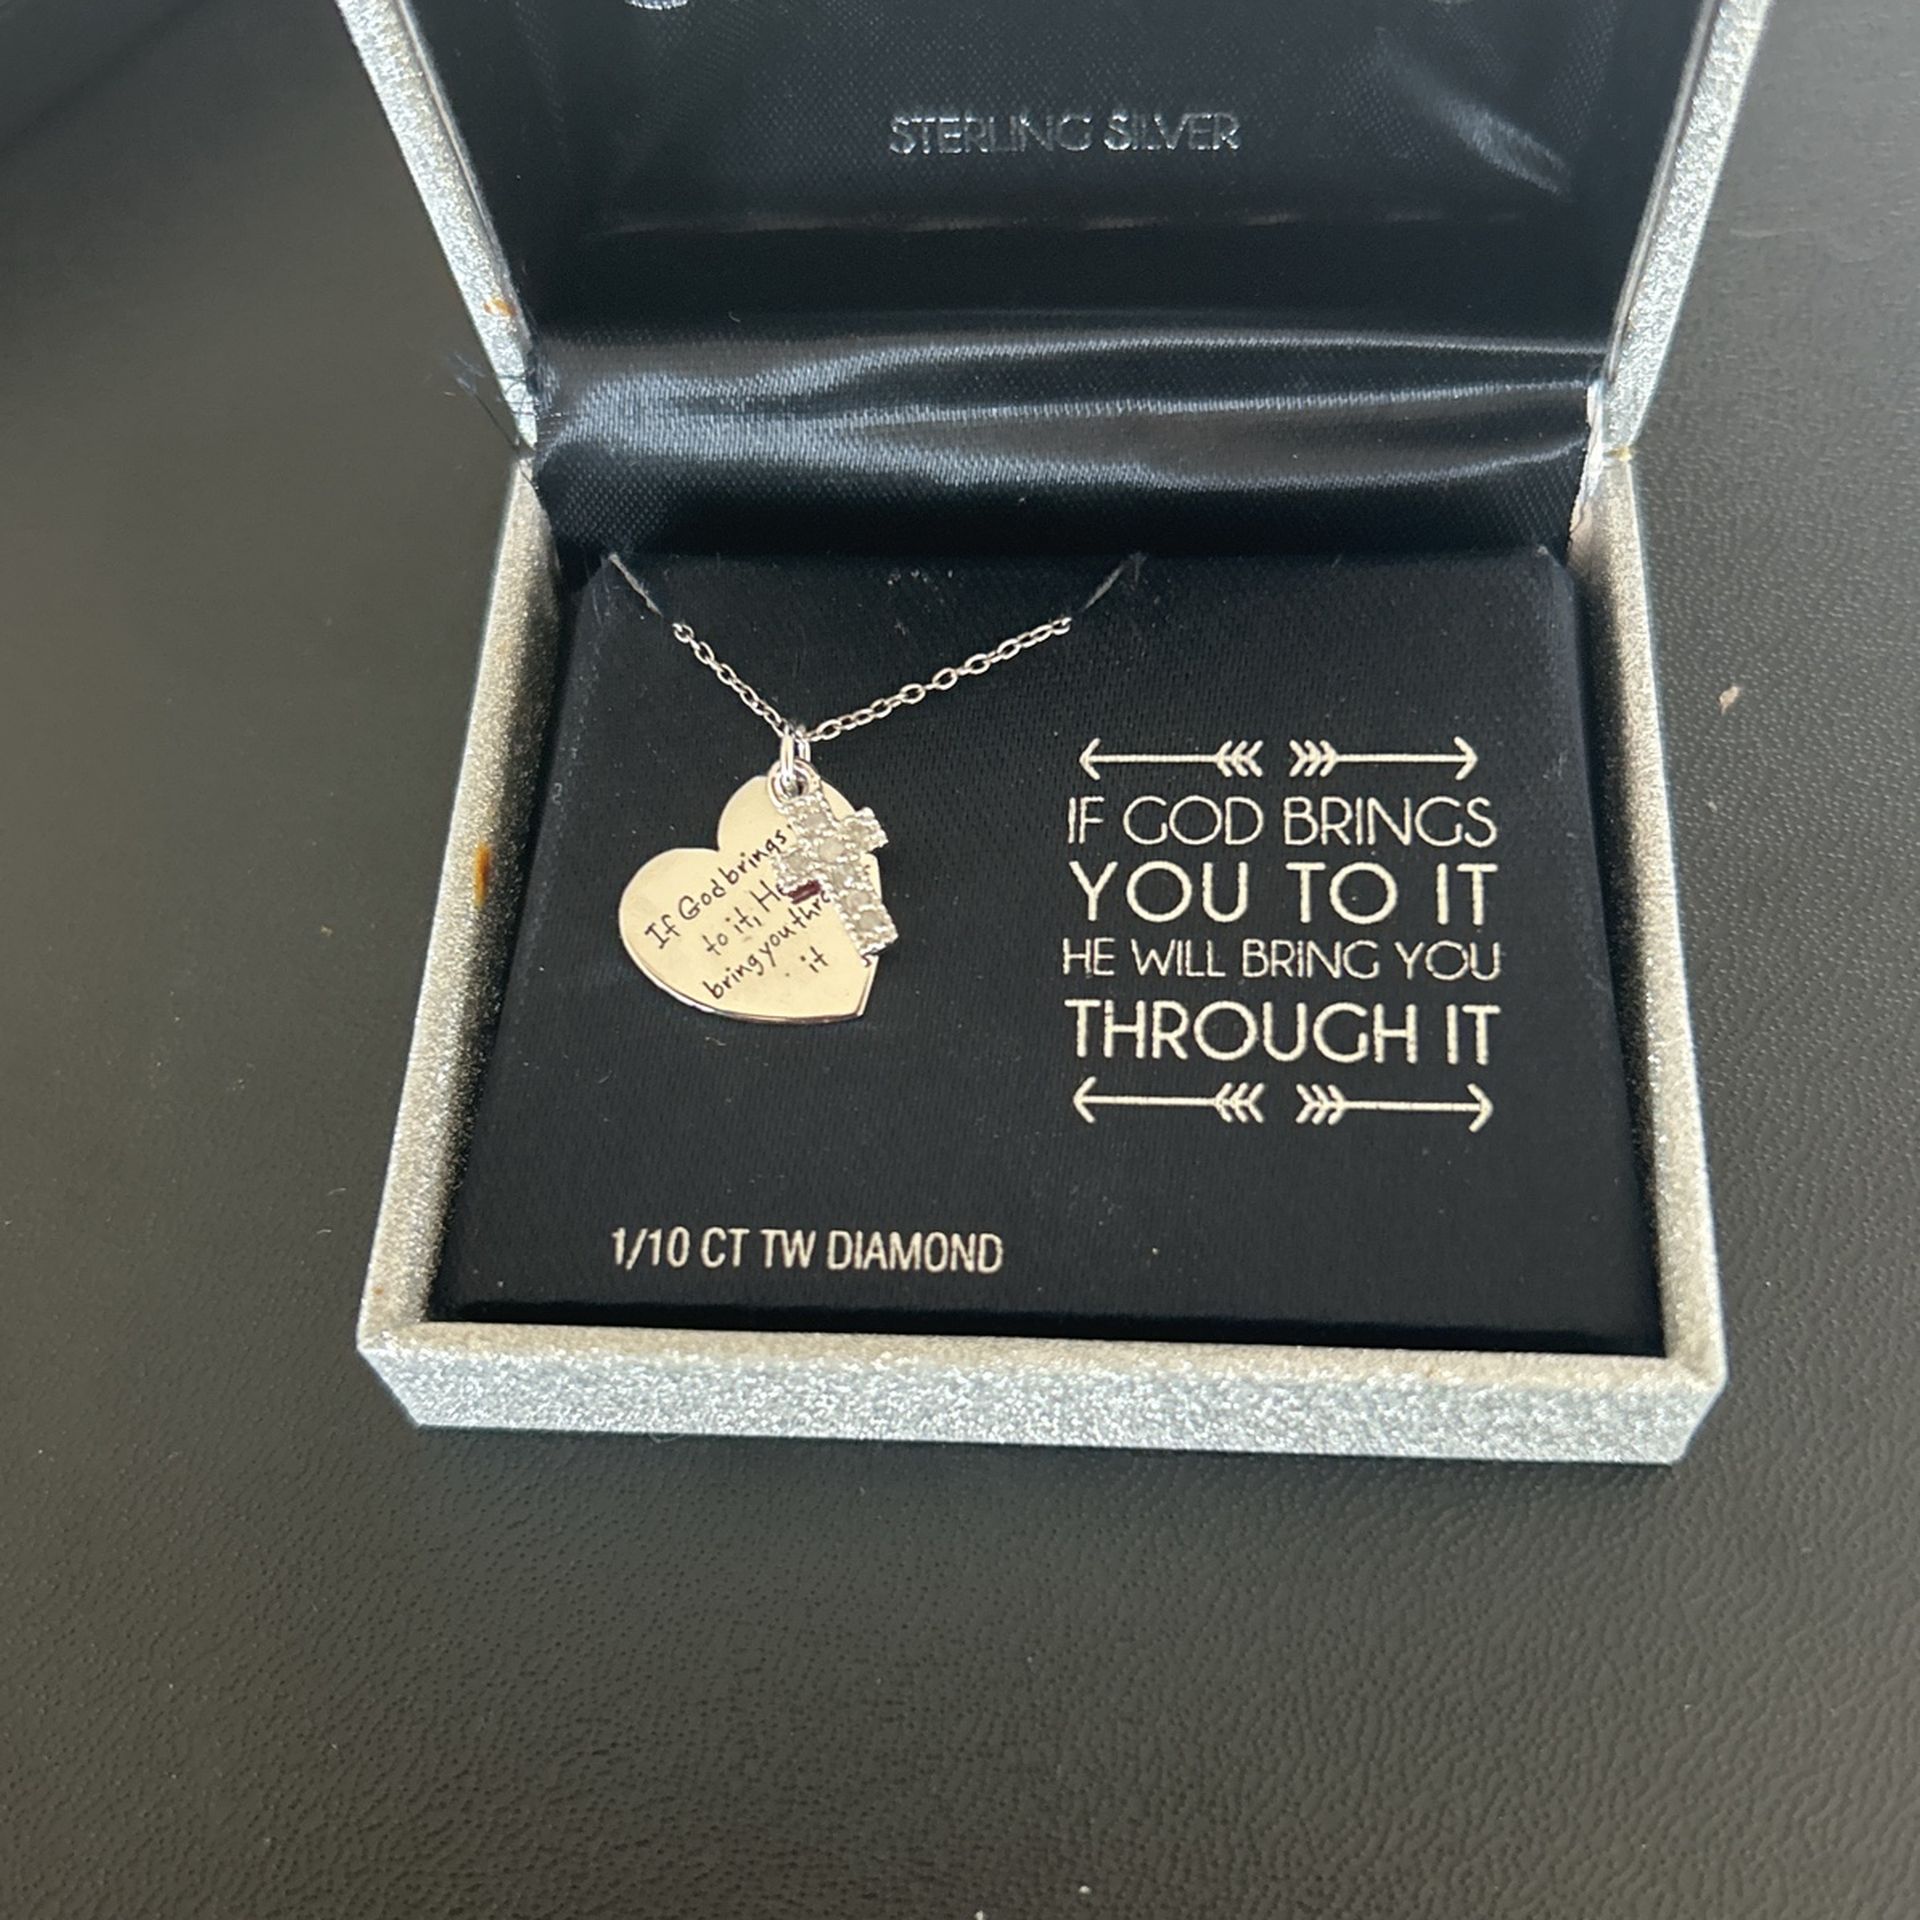 STERLING SILVER
If God brings
to it, He
bring you thro
it
IF GOD BRINGS
YOU TO IT
HE WILL BRING YOU
THROUGH IT
1/10 CT TW DIAMOND